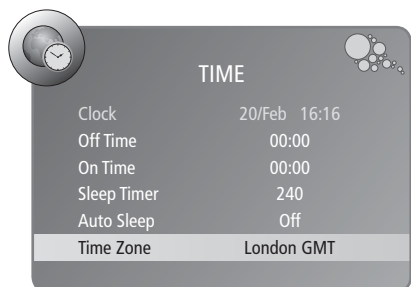 TIME
Clock 20/Feb 16:16
Off Time 00:00
On Time 00:00
Sleep Timer 240
Auto Sleep Off
Time Zone London GMT